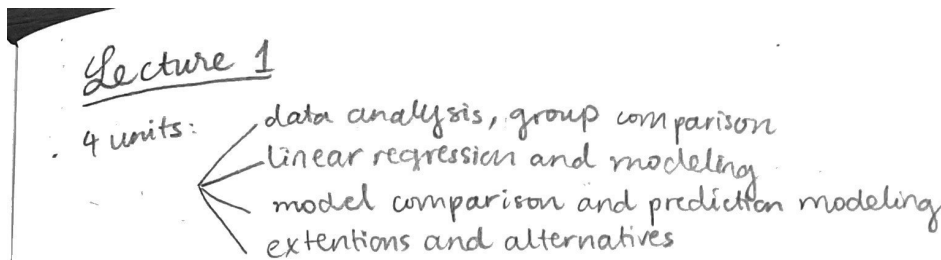 Lecture 1
4 units:
data analysis, group comparison
linear regression and modeling
model comparison and prediction modeling
extentions and alternatives